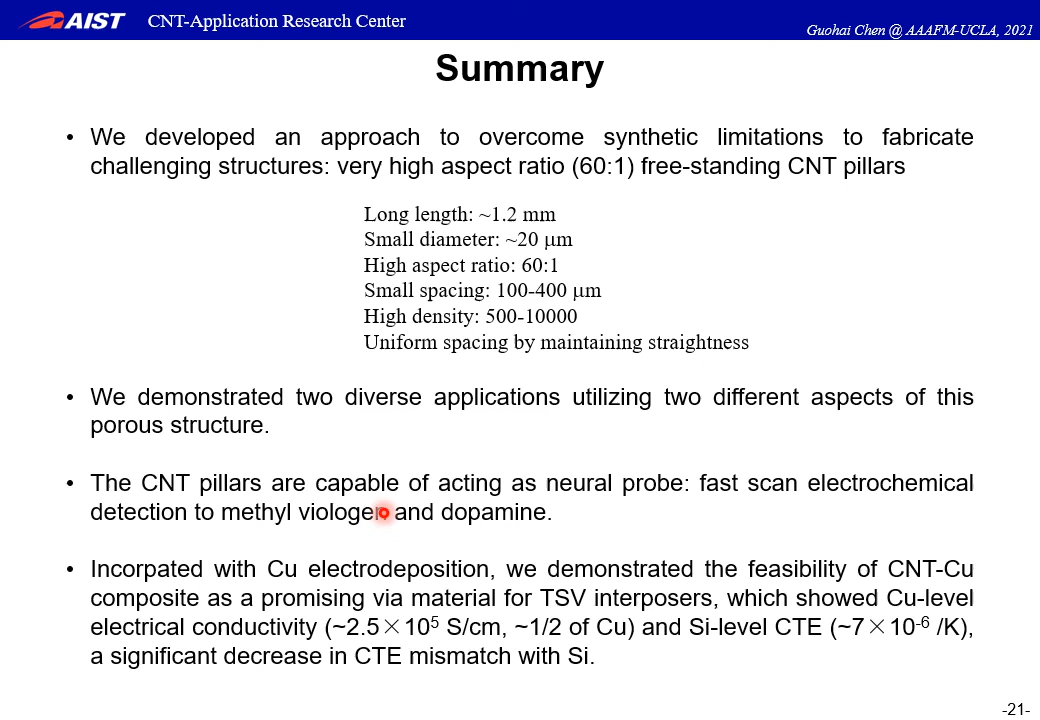 AIST CNT-Application Research Center
Guohai Chen @ AAAFM-UCLA, 2021
Summary
• We developed an approach to overcome synthetic limitations to fabricate
challenging structures: very high aspect ratio (60:1) free-standing CNT pillars
Long length: ~1.2 mm
Small diameter: ~20 μm
High aspect ratio: 60:1
Small spacing: 100-400 μm
High density: 500-10000
Uniform spacing by maintaining straightness
• We demonstrated two diverse applications utilizing two different aspects of this
porous structure.
• The CNT pillars are capable of acting as neural probe: fast scan electrochemical
detection to methyl viologen and dopamine.
• Incorpated with Cu electrodeposition, we demonstrated the feasibility of CNT-Cu
composite as a promising via material for TSV interposers, which showed Cu-level
electrical conductivity (~2.5×10⁵ S/cm, ~1/2 of Cu) and Si-level CTE (~7×10⁻⁶ /K),
a significant decrease in CTE mismatch with Si.
-21-